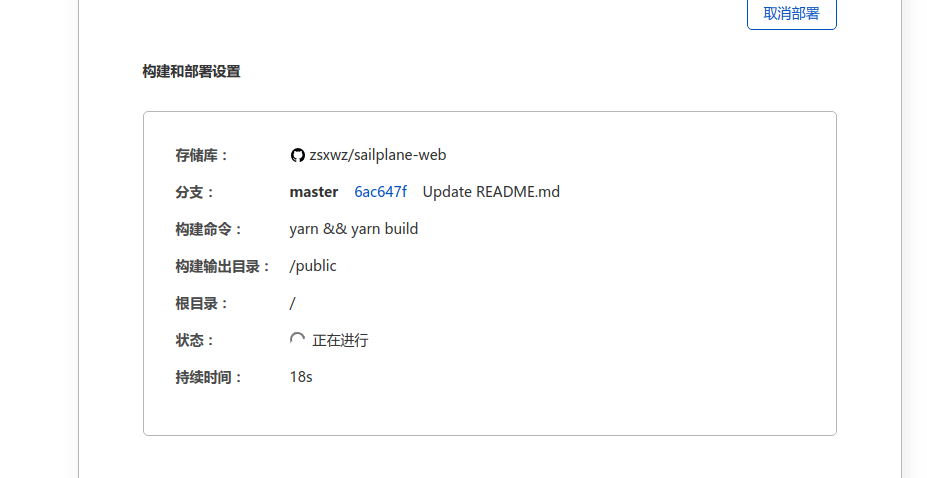 取消部署
构建和部署设置
存储库： zsxwz/sailplane-web
分支： master 6ac647f Update README.md
构建命令： yarn && yarn build
构建输出目录： /public
根目录： /
状态： 正在进行
持续时间： 18s